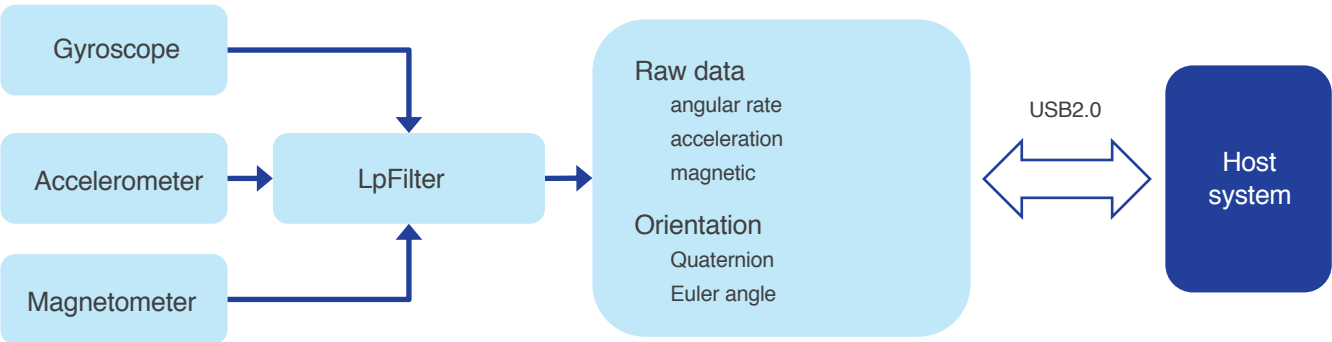 Gyroscope
Accelerometer
Magnetometer
LpFilter
Raw data
angular rate
acceleration
magnetic
Orientation
Quaternion
Euler angle
USB2.0
Host
system